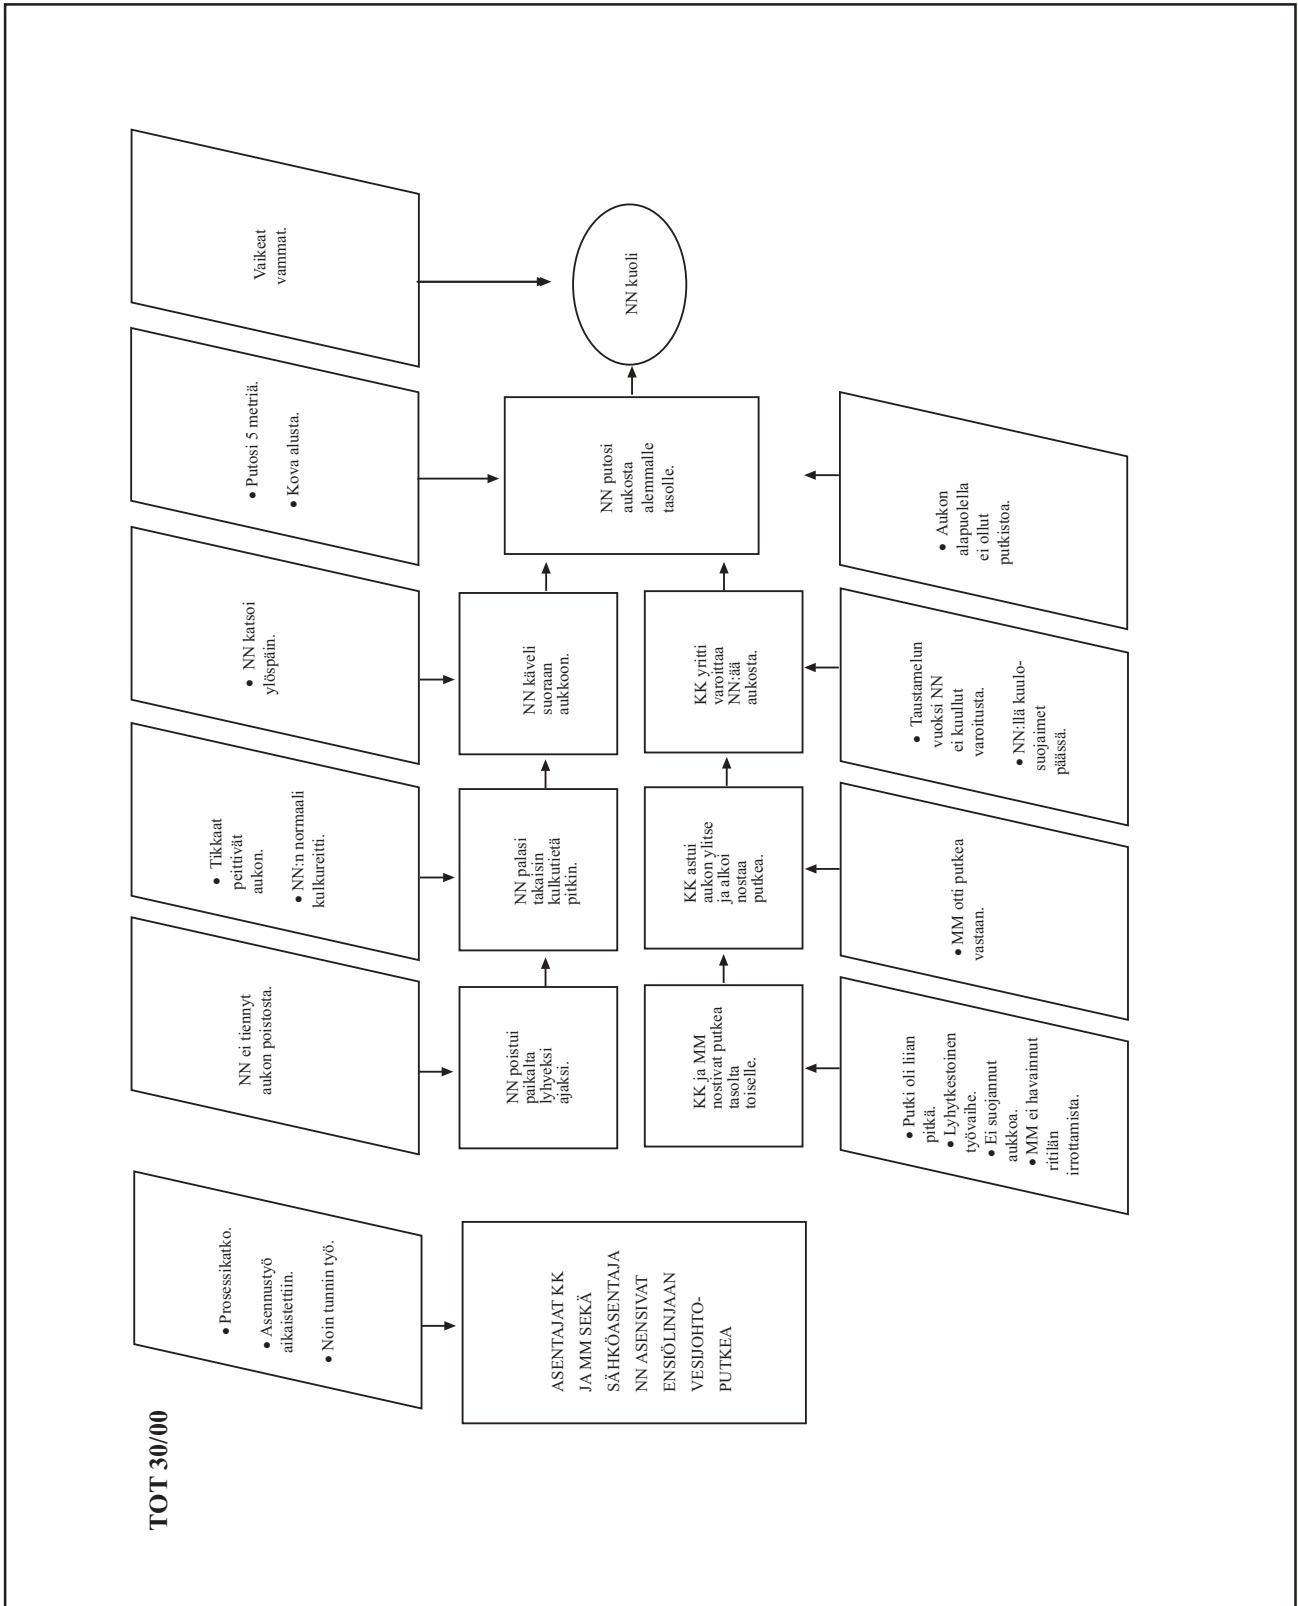 TOT 30/00
• Prosessikatko.
• Asennustyö
aikaistettiin.
• Noin tunnin työ.
NN ei tiennyt
aukon poistosta.
• Tikkaat
peittivät
aukon.
• NN:n normaali
kulkureitti.
• NN katsoi
ylöspäin.
• Putosi 5 metriä.
• Kova alusta.
Vaikeat
vammat.
ASENTAJAT KK
JA MM SEKÄ
SÄHKÖASENTAJA
NN ASENSIVAT
ENSIÖLINJAAN
VESIJOHTO-
PUTKEA
NN poistui
paikalta
lyhyeksi
ajaksi.
NN palasi
takaisin
kulkutietä
pitkin.
NN käveli
suoraan
aukkoon.
NN putosi
aukosta
alemmalle
tasolle.
NN kuoli
KK ja MM
nostivat putkea
tasolta
toiselle.
KK astui
aukon ylitse
ja alkoi
nostaa
putkea.
KK yritti
varoittaa
NN:ää
aukosta.
• Putki oli liian
pitkä.
• Lyhytkestoinen
työvaihe.
• Ei suojannut
aukkoa.
• MM ei havainnut
ritilän
irrottamista.
• MM otti putkea
vastaan.
• Taustamelun
vuoksi NN
ei kuullut
varoitusta.
• NN:llä kuulo-
suojaimet
päässä.
• Aukon
alapuolella
ei ollut
putkistoa.